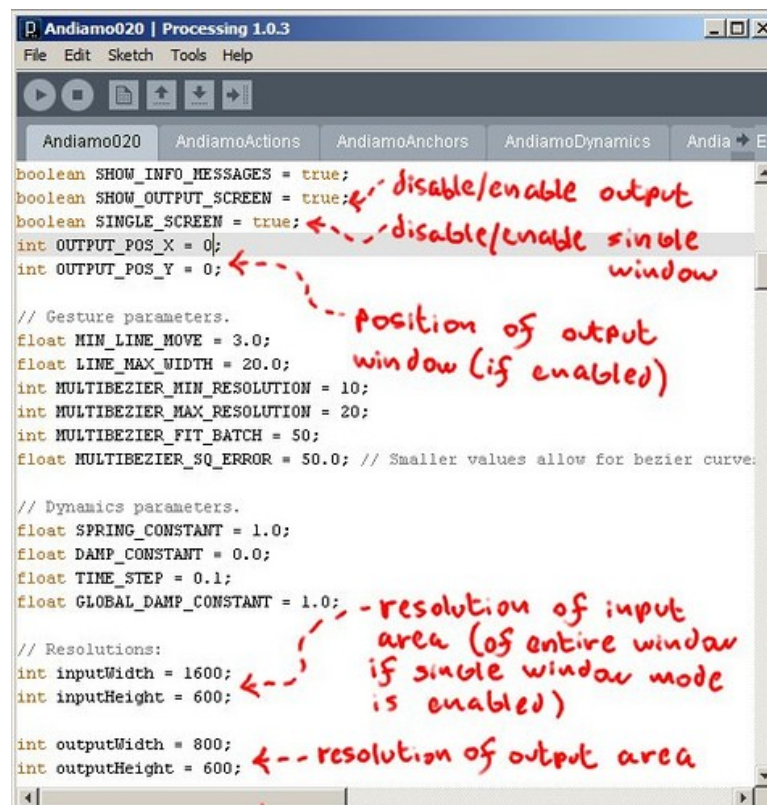 Andiamo020 | Processing 1.0.3
File Edit Sketch Tools Help
Andiamo020 AndiamoActions AndiamoAnchors AndiamoDynamics Andia E
boolean SHOW_INFO_MESSAGES = true;
boolean SHOW_OUTPUT_SCREEN = true;
disable/enable output
boolean SINGLE_SCREEN = true;
disable/enable single
window
int OUTPUT_POS_X = 0;
int OUTPUT_POS_Y = 0;
position of output
window (if enabled)
// Gesture parameters.
float MIN_LINE_MOVE = 3.0;
float LINE_MAX_WIDTH = 20.0;
int MULTIBEZIER_MIN_RESOLUTION = 10;
int MULTIBEZIER_MAX_RESOLUTION = 20;
int MULTIBEZIER_FIT_BATCH = 50;
float MULTIBEZIER_SQ_ERROR = 50.0; // Smaller values allow for bezier curve
// Dynamics parameters.
float SPRING_CONSTANT = 1.0;
float DAMP_CONSTANT = 0.0;
float TIME_STEP = 0.1;
float GLOBAL_DAMP_CONSTANT = 1.0;
// Resolutions:
int inputWidth = 1600;
int inputHeight = 600;
resolution of input
area (of entire window
if single window mode
is enabled)
int outputWidth = 800;
int outputHeight = 600;
resolution of output area